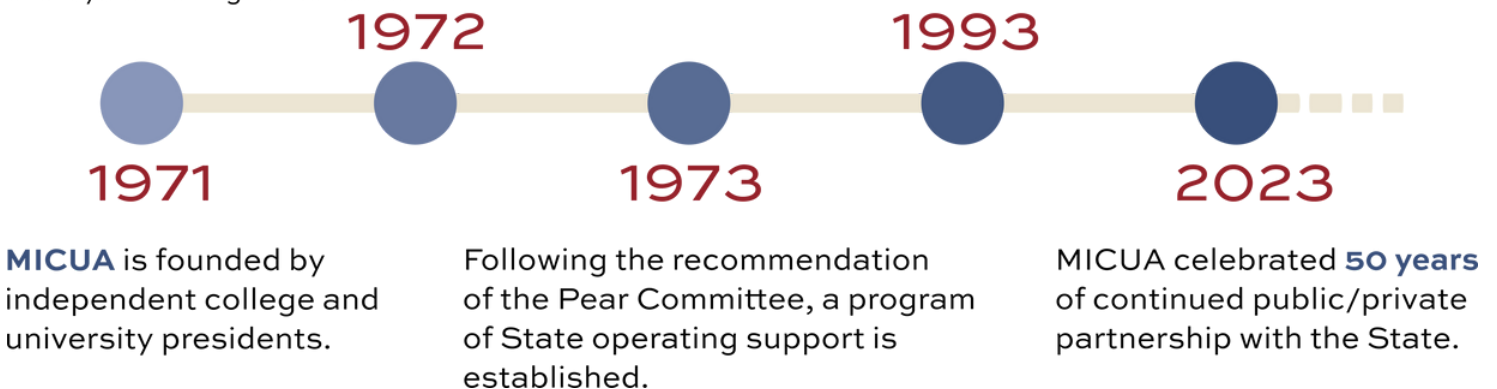 1972
1993
1971
1973
2023
MICUA is founded by
independent college and
university presidents.
Following the recommendation
of the Pear Committee, a program
of State operating support is
established.
MICUA celebrated 50 years
of continued public/private
partnership with the State.